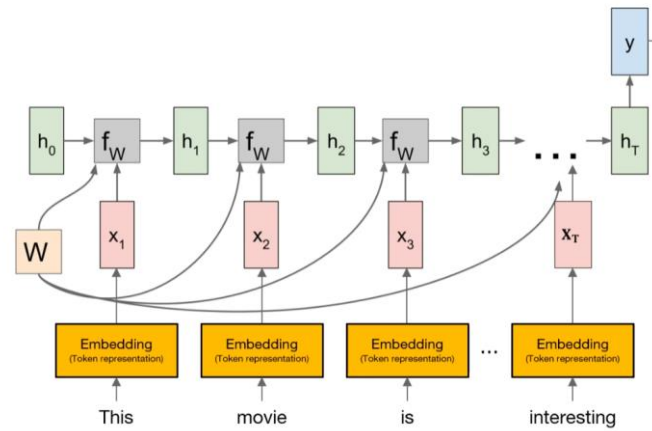 y
h0 fW h1 fW h2 fW h3 ... hT
W x1 x2 x3 xT
Embedding Embedding Embedding ... Embedding
(Token representation) (Token representation) (Token representation) (Token representation)
This movie is interesting